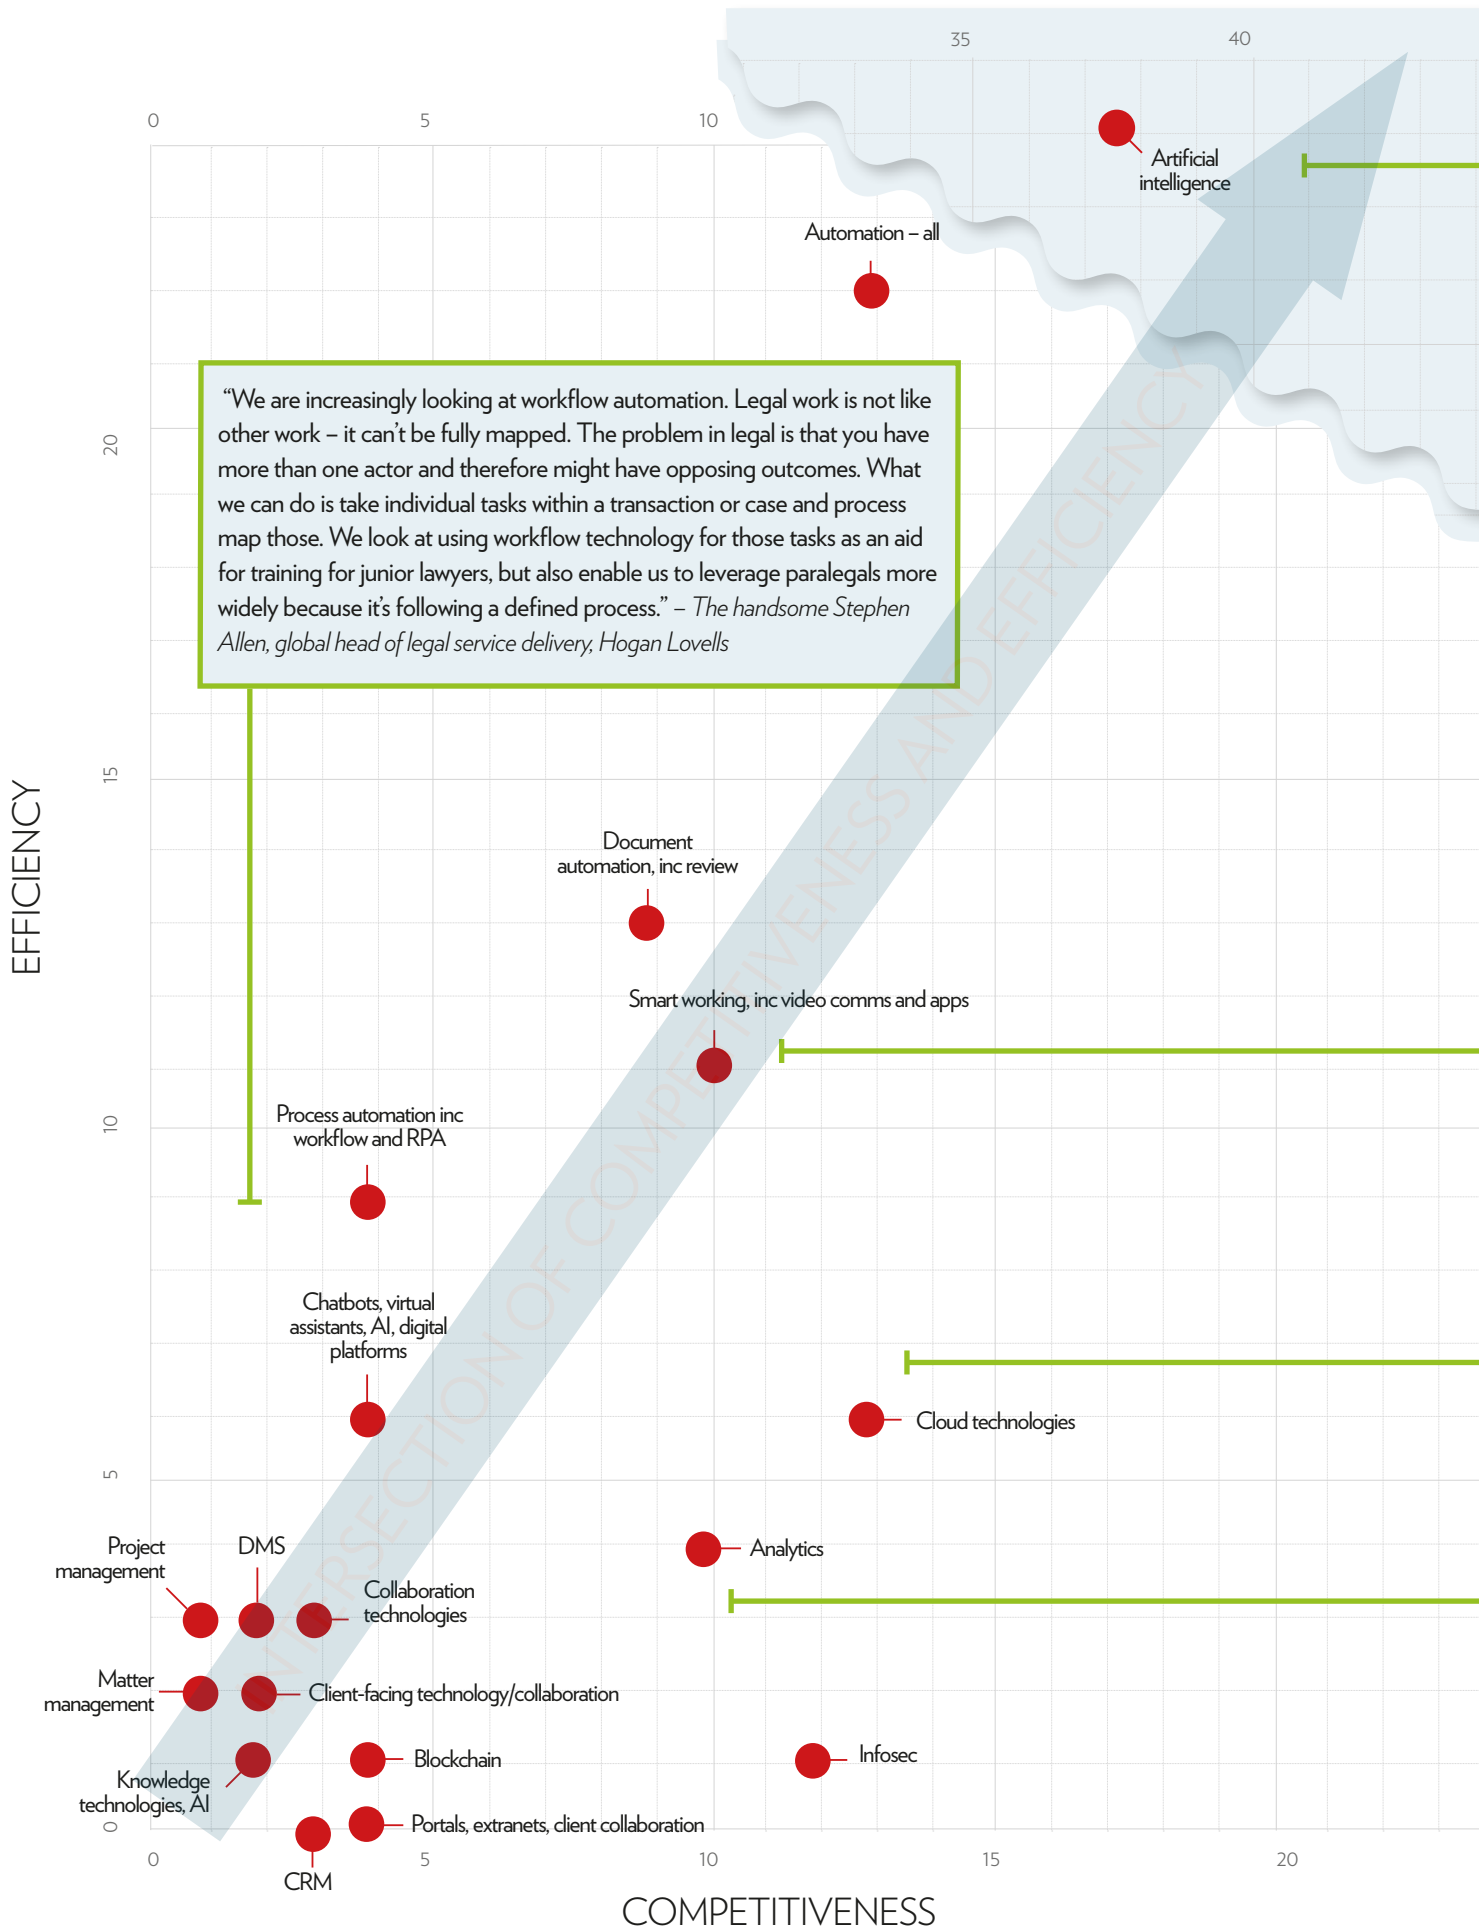 35
40
0
5
10
Artificial
intelligence
Automation – all
“We are increasingly looking at workflow automation. Legal work is not like
other work – it can’t be fully mapped. The problem in legal is that you have
more than one actor and therefore might have opposing outcomes. What
we can do is take individual tasks within a transaction or case and process
map those. We look at using workflow technology for those tasks as an aid
for training for junior lawyers, but also enable us to leverage paralegals more
widely because it’s following a defined process.” – The handsome Stephen
Allen, global head of legal service delivery, Hogan Lovells
20
15
10
5
0
EFFICIENCY
INTERSECTION OF COMPETITIVENESS AND EFFICIENCY
Document
automation, inc review
Smart working, inc video comms and apps
Process automation inc
workflow and RPA
Chatbots, virtual
assistants, AI, digital
platforms
Cloud technologies
Analytics
Project
management
DMS
Collaboration
technologies
Matter
management
Client-facing technology/collaboration
Blockchain
Infosec
Knowledge
technologies, AI
Portals, extranets, client collaboration
CRM
0
5
10
15
20
COMPETITIVENESS